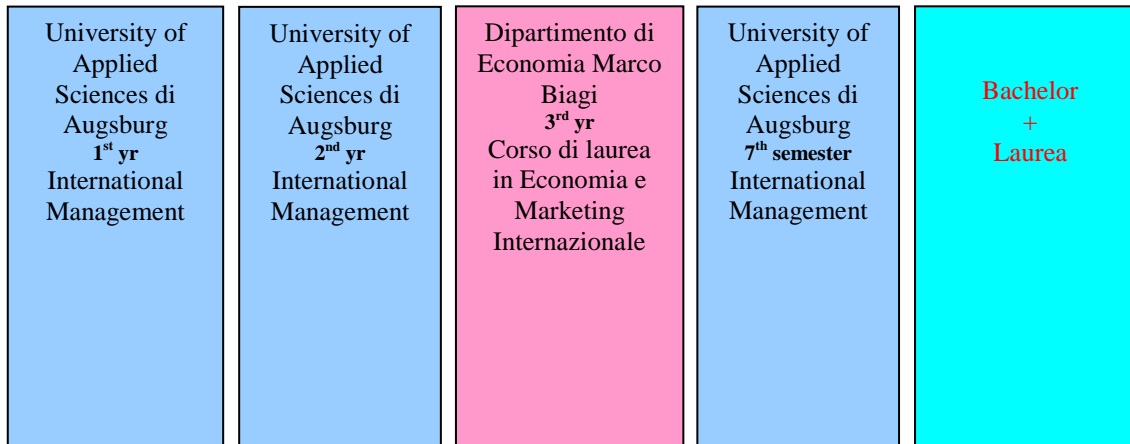 University of
Applied
Sciences di
Augsburg
1st yr
International
Management
University of
Applied
Sciences di
Augsburg
2nd yr
International
Management
Dipartimento di
Economia Marco
Biagi
3rd yr
Corso di laurea
in Economia e
Marketing
Internazionale
University of
Applied
Sciences di
Augsburg
7th semester
International
Management
Bachelor
+
Laurea